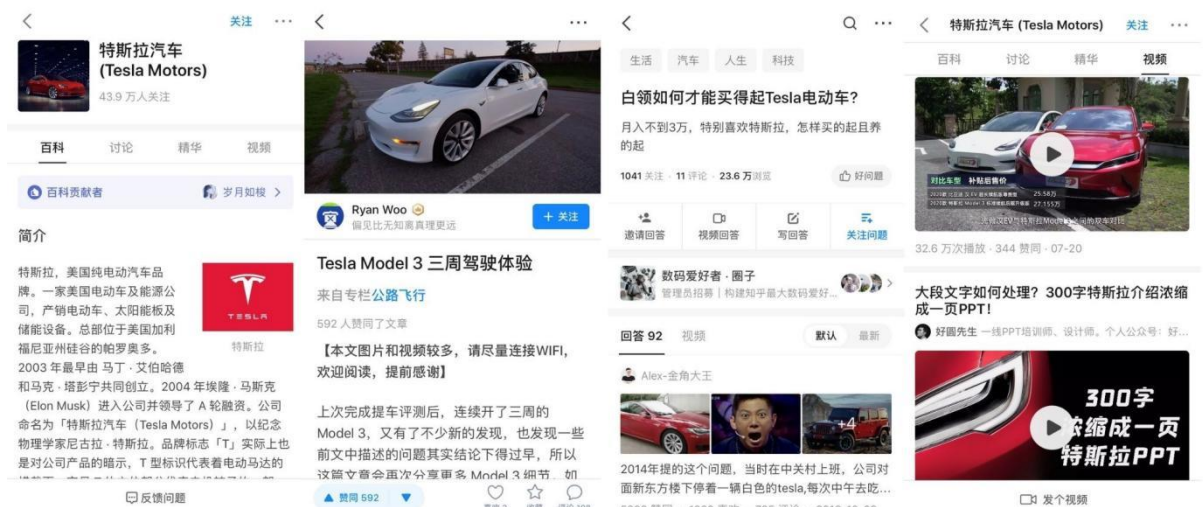 关注 ···
特斯拉汽车
(Tesla Motors)
43.9 万人关注
百科 讨论 精华 视频
百科贡献者 岁月如梭
简介
特斯拉，美国纯电动汽车品
牌。一家美国电动车及能源公
司，产销电动车、太阳能板及
储能设备。总部位于美国加利
福尼亚州硅谷的帕罗奥多。
2003 年最早由 马丁 · 艾伯哈德
和马克 · 塔彭宁共同创立。2004 年埃隆 · 马斯克
（Elon Musk）进入公司并领导了 A 轮融资。公司
命名为「特斯拉汽车（Tesla Motors）」，以纪念
物理学家尼古拉 · 特斯拉。品牌标志「T」实际上也
是对公司产品的暗示，T 型标识代表着电动马达的
TESLA
特斯拉
反馈问题
Ryan Woo
偏见比无知离真理更远
+ 关注
Tesla Model 3 三周驾驶体验
来自专栏公路飞行
592 人赞同了文章
【本文图片和视频较多，请尽量连接WIFI，
欢迎阅读，提前感谢】
上次完成提车评测后，连续开了三周的
Model 3，又有了不少新的发现，也发现一些
前文中描述的问题其实结论下得过早，所以
这篇文章会再次分享更多 Model 3 细节，如
赞同 592
生活 汽车 人生 科技
白领如何才能买得起Tesla电动车?
月入不到3万，特别喜欢特斯拉，怎样买的起且养
的起
1041 关注 · 11 评论 · 23.6 万浏览 好问题
邀请回答 视频回答 写回答 关注问题
数码爱好者 · 圈子
管理员招募｜构建知乎最大数码爱好...
回答 92 视频 默认 最新
Alex-金角大王
+4
2014年提的这个问题，当时在中关村上班，公司对
面新东方楼下停着一辆白色的tesla,每次中午去吃...
特斯拉汽车 (Tesla Motors) 关注 ···
百科 讨论 精华 视频
对比车型 补贴后售价
25.58万
27.155万
32.6 万次播放 · 344 赞同 · 07-20
大段文字如何处理？300字特斯拉介绍浓缩
成一页PPT！
好圆先生 一线PPT培训师、设计师。个人公众号：好...
300字
浓缩成一页
特斯拉PPT
发个视频